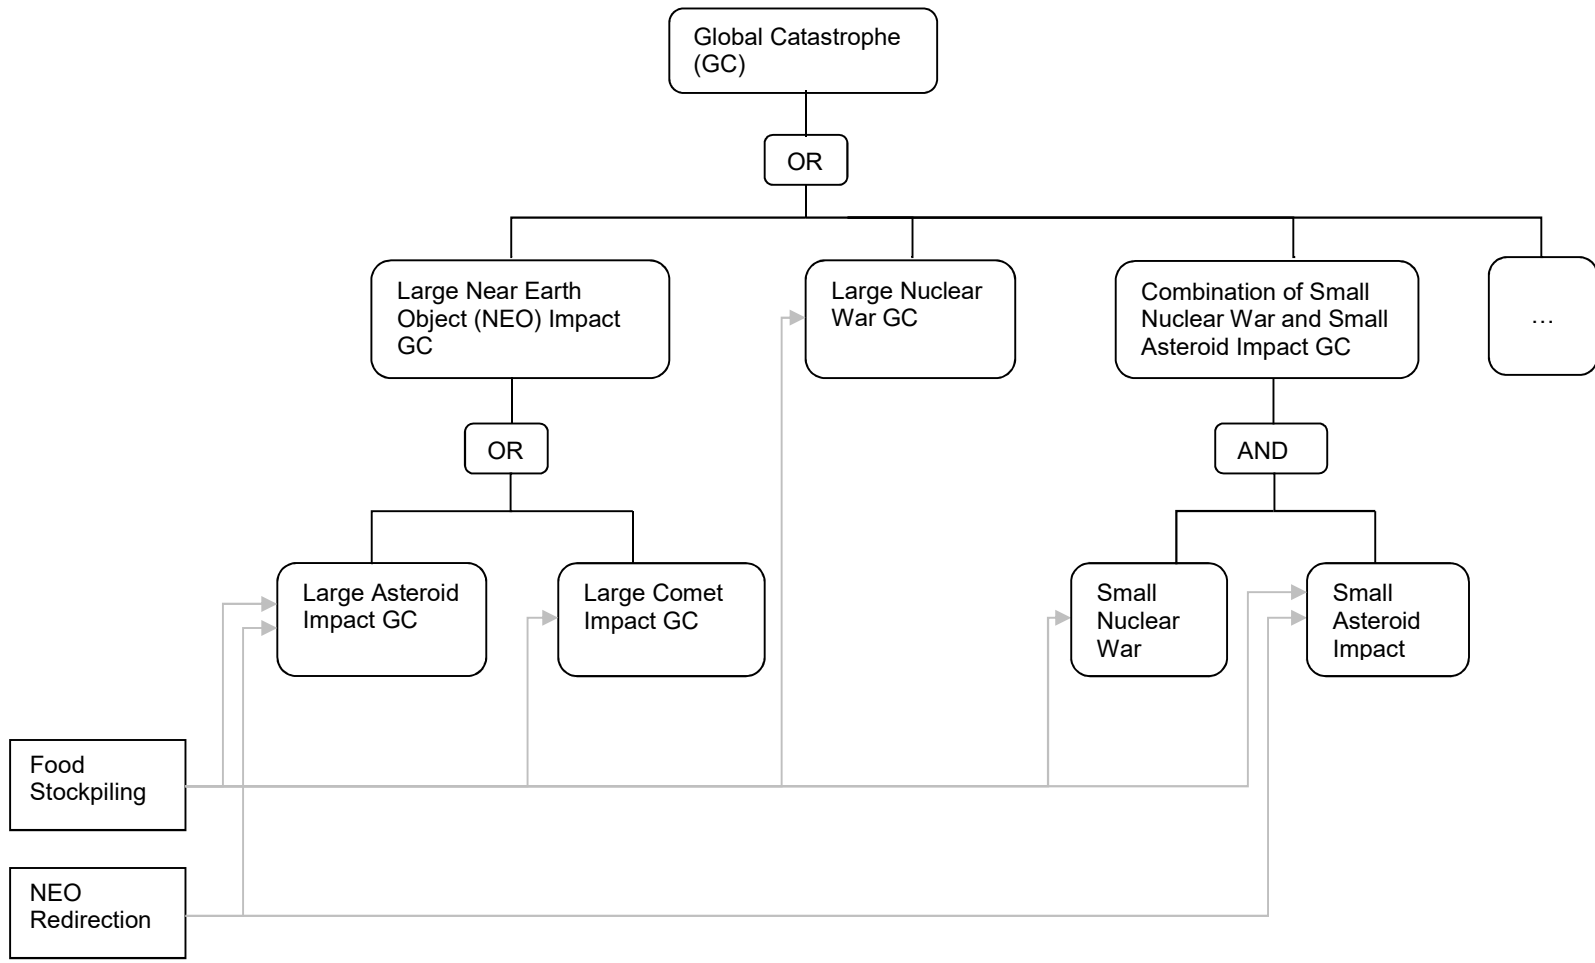 Global Catastrophe
(GC)
OR
Large Near Earth
Object (NEO) Impact
GC
Large Nuclear
War GC
Combination of Small
Nuclear War and Small
Asteroid Impact GC
…
OR
AND
Large Asteroid
Impact GC
Large Comet
Impact GC
Small
Nuclear
War
Small
Asteroid
Impact
Food
Stockpiling
NEO
Redirection